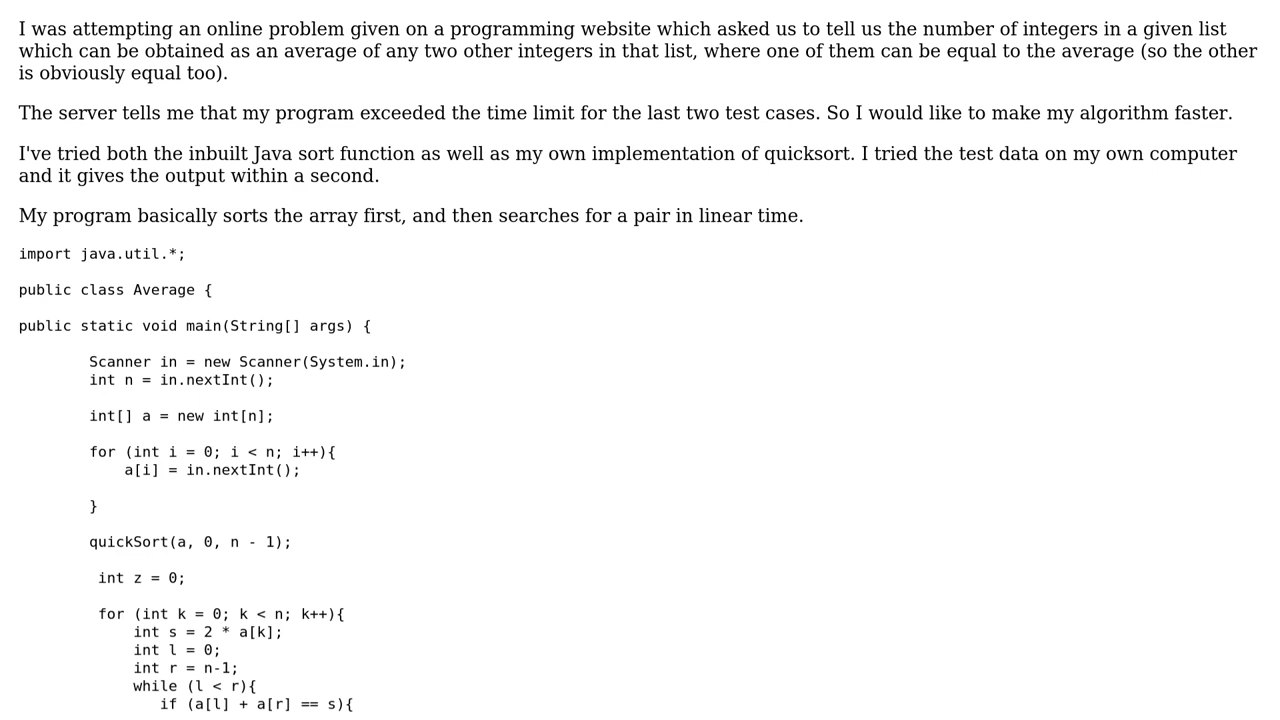 I was attempting an online problem given on a programming website which asked us to tell us the number of integers in a given list
which can be obtained as an average of any two other integers in that list, where one of them can be equal to the average (so the other
is obviously equal too).
The server tells me that my program exceeded the time limit for the last two test cases. So I would like to make my algorithm faster.
I've tried both the inbuilt Java sort function as well as my own implementation of quicksort. I tried the test data on my own computer
and it gives the output within a second.
My program basically sorts the array first, and then searches for a pair in linear time.
import java.util.*;
public class Average {
public static void main(String[] args) {
        Scanner in = new Scanner(System.in);
        int n = in.nextInt();
        int[] a = new int[n];
        for (int i = 0; i < n; i++){
            a[i] = in.nextInt();
        }
        quickSort(a, 0, n - 1);
         int z = 0;
         for (int k = 0; k < n; k++){
             int s = 2 * a[k];
             int l = 0;
             int r = n-1;
             while (l < r){
                if (a[l] + a[r] == s){